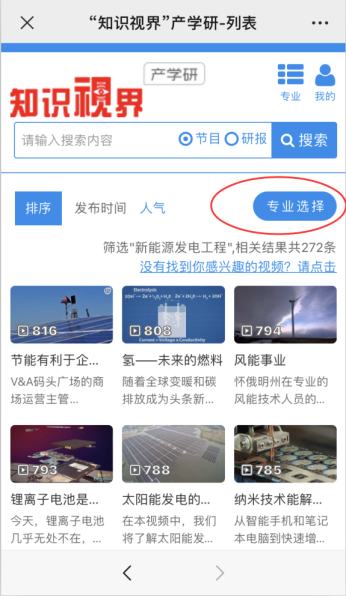 “知识视界”产学研-列表
产学研
知识视界
专业
我的
请输入搜索内容
节目
研报
搜索
排序
发布时间
人气
专业选择
筛选"新能源发电工程",相关结果共272条
没有找到你感兴趣的视频？请点击
816
808
794
节能有利于企...
氢——未来的燃料
风能事业
V&A码头广场的商
场运营主管...
随着全球变暖和碳
排放成为头条新...
怀俄明州在专业的
风能技术人员的...
793
788
785
锂离子电池是...
太阳能发电的...
纳米技术能解...
今天，锂离子电池
几乎无处不在，...
在本视频中，我们
将了解太阳能发...
从智能手机和笔记
本电脑到快速增...